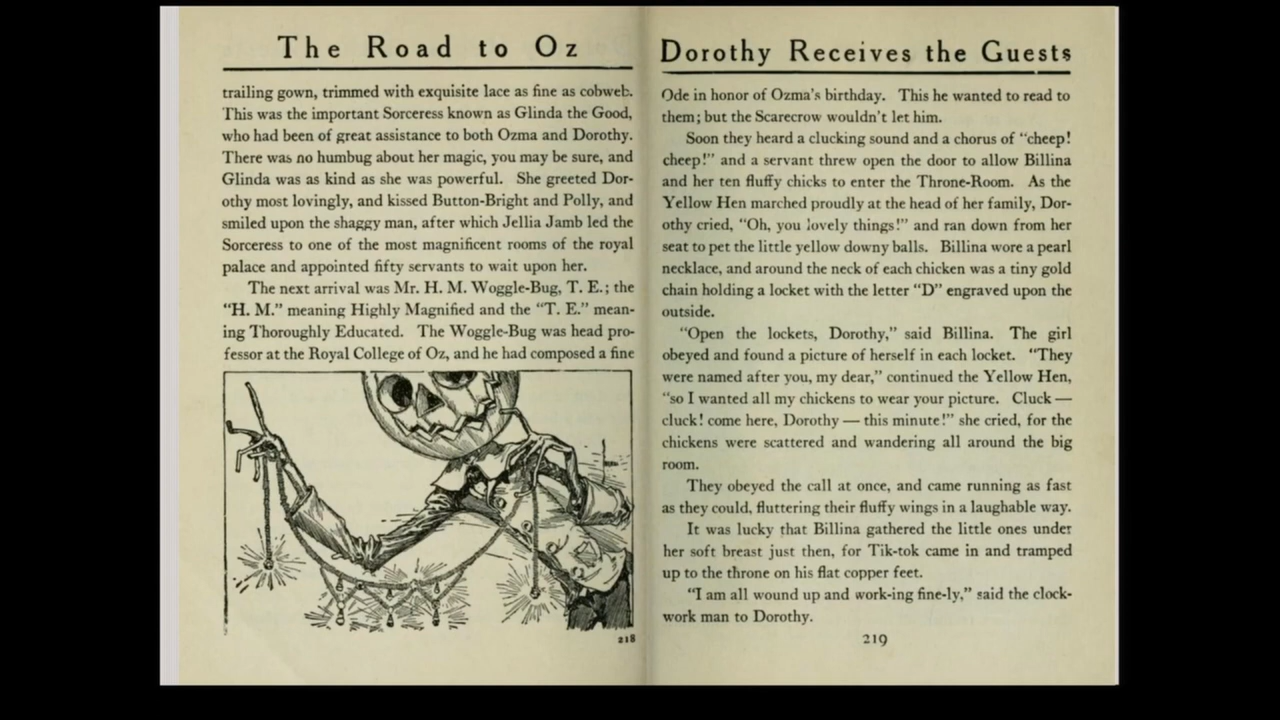 The Road to Oz
trailing gown, trimmed with exquisite lace as fine as cobweb.
This was the important Sorceress known as Glinda the Good,
who had been of great assistance to both Ozma and Dorothy.
There was no humbug about her magic, you may be sure, and
Glinda was as kind as she was powerful. She greeted Dor-
othy most lovingly, and kissed Button-Bright and Polly, and
smiled upon the shaggy man, after which Jellia Jamb led the
Sorceress to one of the most magnificent rooms of the royal
palace and appointed fifty servants to wait upon her.
The next arrival was Mr. H. M. Woggle-Bug, T. E.; the
"H. M." meaning Highly Magnified and the "T. E." mean-
ing Thoroughly Educated. The Woggle-Bug was head pro-
fessor at the Royal College of Oz, and he had composed a fine
218
Dorothy Receives the Guests
Ode in honor of Ozma's birthday. This he wanted to read to
them; but the Scarecrow wouldn't let him.
Soon they heard a clucking sound and a chorus of "cheep!
cheep!" and a servant threw open the door to allow Billina
and her ten fluffy chicks to enter the Throne-Room. As the
Yellow Hen marched proudly at the head of her family, Dor-
othy cried, "Oh, you lovely things!" and ran down from her
seat to pet the little yellow downy balls. Billina wore a pearl
necklace, and around the neck of each chicken was a tiny gold
chain holding a locket with the letter "D" engraved upon the
outside.
"Open the lockets, Dorothy," said Billina. The girl
obeyed and found a picture of herself in each locket. "They
were named after you, my dear," continued the Yellow Hen,
"so I wanted all my chickens to wear your picture. Cluck —
cluck! come here, Dorothy — this minute!" she cried, for the
chickens were scattered and wandering all around the big
room.
They obeyed the call at once, and came running as fast
as they could, fluttering their fluffy wings in a laughable way.
It was lucky that Billina gathered the little ones under
her soft breast just then, for Tik-tok came in and tramped
up to the throne on his flat copper feet.
"I am all wound up and work-ing fine-ly," said the clock-
work man to Dorothy.
219